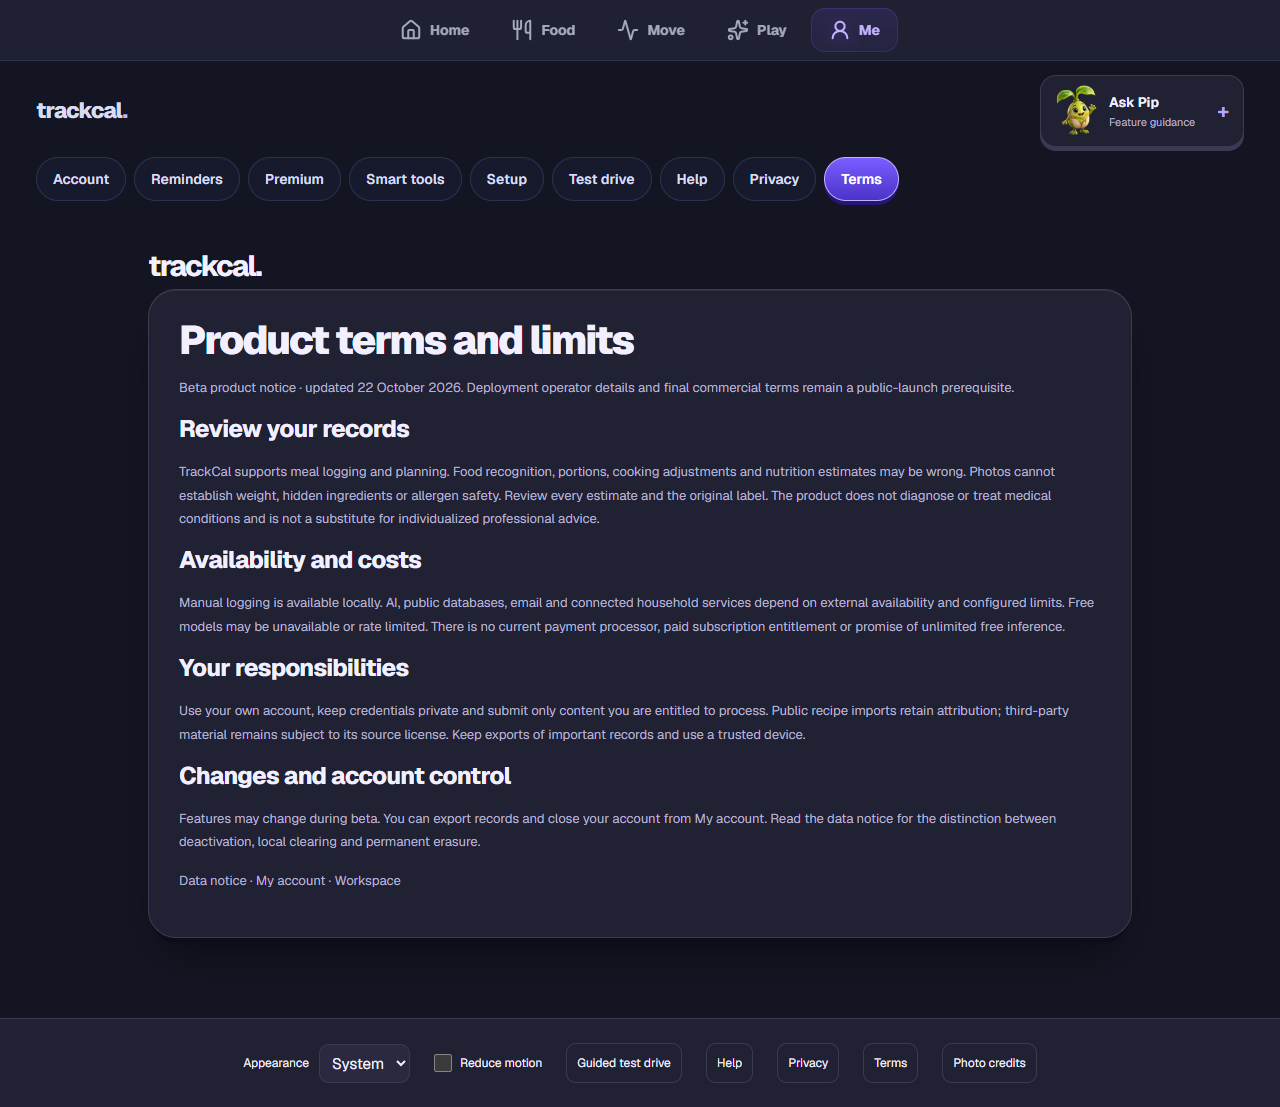 Home Food Move Play Me
trackcal.
Ask Pip
Feature guidance
+
Account Reminders Premium Smart tools Setup Test drive Help Privacy Terms
trackcal.
Product terms and limits
Beta product notice · updated 22 October 2026. Deployment operator details and final commercial terms remain a public-launch prerequisite.
Review your records
TrackCal supports meal logging and planning. Food recognition, portions, cooking adjustments and nutrition estimates may be wrong. Photos cannot
establish weight, hidden ingredients or allergen safety. Review every estimate and the original label. The product does not diagnose or treat medical
conditions and is not a substitute for individualized professional advice.
Availability and costs
Manual logging is available locally. AI, public databases, email and connected household services depend on external availability and configured limits. Free
models may be unavailable or rate limited. There is no current payment processor, paid subscription entitlement or promise of unlimited free inference.
Your responsibilities
Use your own account, keep credentials private and submit only content you are entitled to process. Public recipe imports retain attribution; third-party
material remains subject to its source license. Keep exports of important records and use a trusted device.
Changes and account control
Features may change during beta. You can export records and close your account from My account. Read the data notice for the distinction between
deactivation, local clearing and permanent erasure.
Data notice · My account · Workspace
Appearance System Reduce motion Guided test drive Help Privacy Terms Photo credits